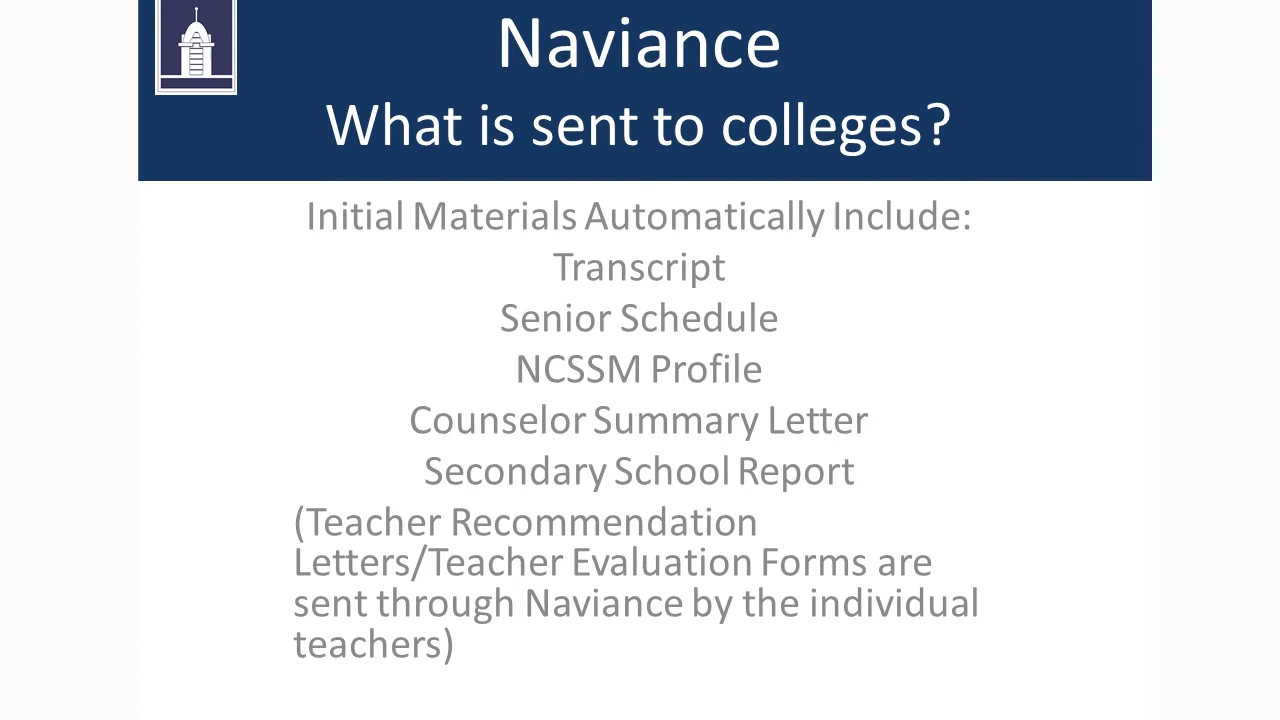 Naviance
What is sent to colleges?
Initial Materials Automatically Include:
Transcript
Senior Schedule
NCSSM Profile
Counselor Summary Letter
Secondary School Report
(Teacher Recommendation
Letters/Teacher Evaluation Forms are
sent through Naviance by the individual
teachers)